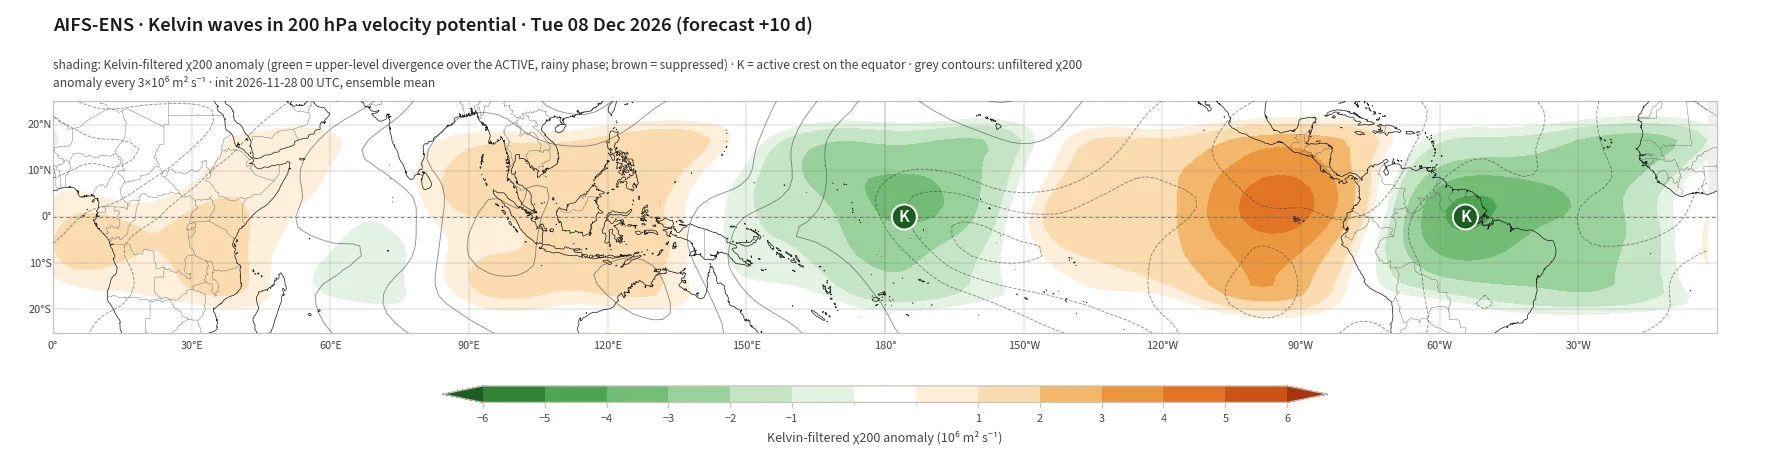 AIFS-ENS · Kelvin waves in 200 hPa velocity potential · Tue 08 Dec 2026 (forecast +10 d)
shading: Kelvin-filtered χ200 anomaly (green = upper-level divergence over the ACTIVE, rainy phase; brown = suppressed) · K = active crest on the equator · grey contours: unfiltered χ200
anomaly every 3×10⁶ m² s⁻¹ · init 2026-11-28 00 UTC, ensemble mean
20°N
10°N
0°
10°S
20°S
K
K
0° 30°E 60°E 90°E 120°E 150°E 180° 150°W 120°W 90°W 60°W 30°W
−6 −5 −4 −3 −2 −1 1 2 3 4 5 6
Kelvin-filtered χ200 anomaly (10⁶ m² s⁻¹)